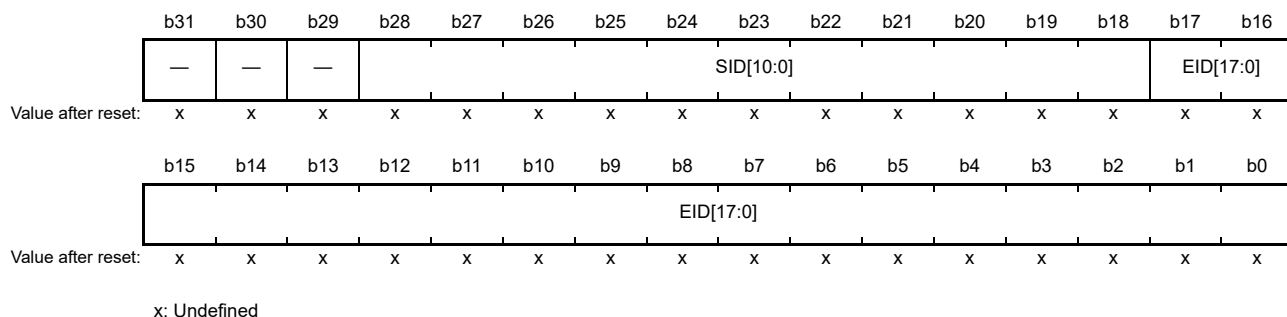 b31 b30 b29 b28 b27 b26 b25 b24 b23 b22 b21 b20 b19 b18 b17 b16
— — — SID[10:0] EID[17:0]
Value after reset: x x x x x x x x x x x x x x x x
b15 b14 b13 b12 b11 b10 b9 b8 b7 b6 b5 b4 b3 b2 b1 b0
EID[17:0]
Value after reset: x x x x x x x x x x x x x x x x
x: Undefined